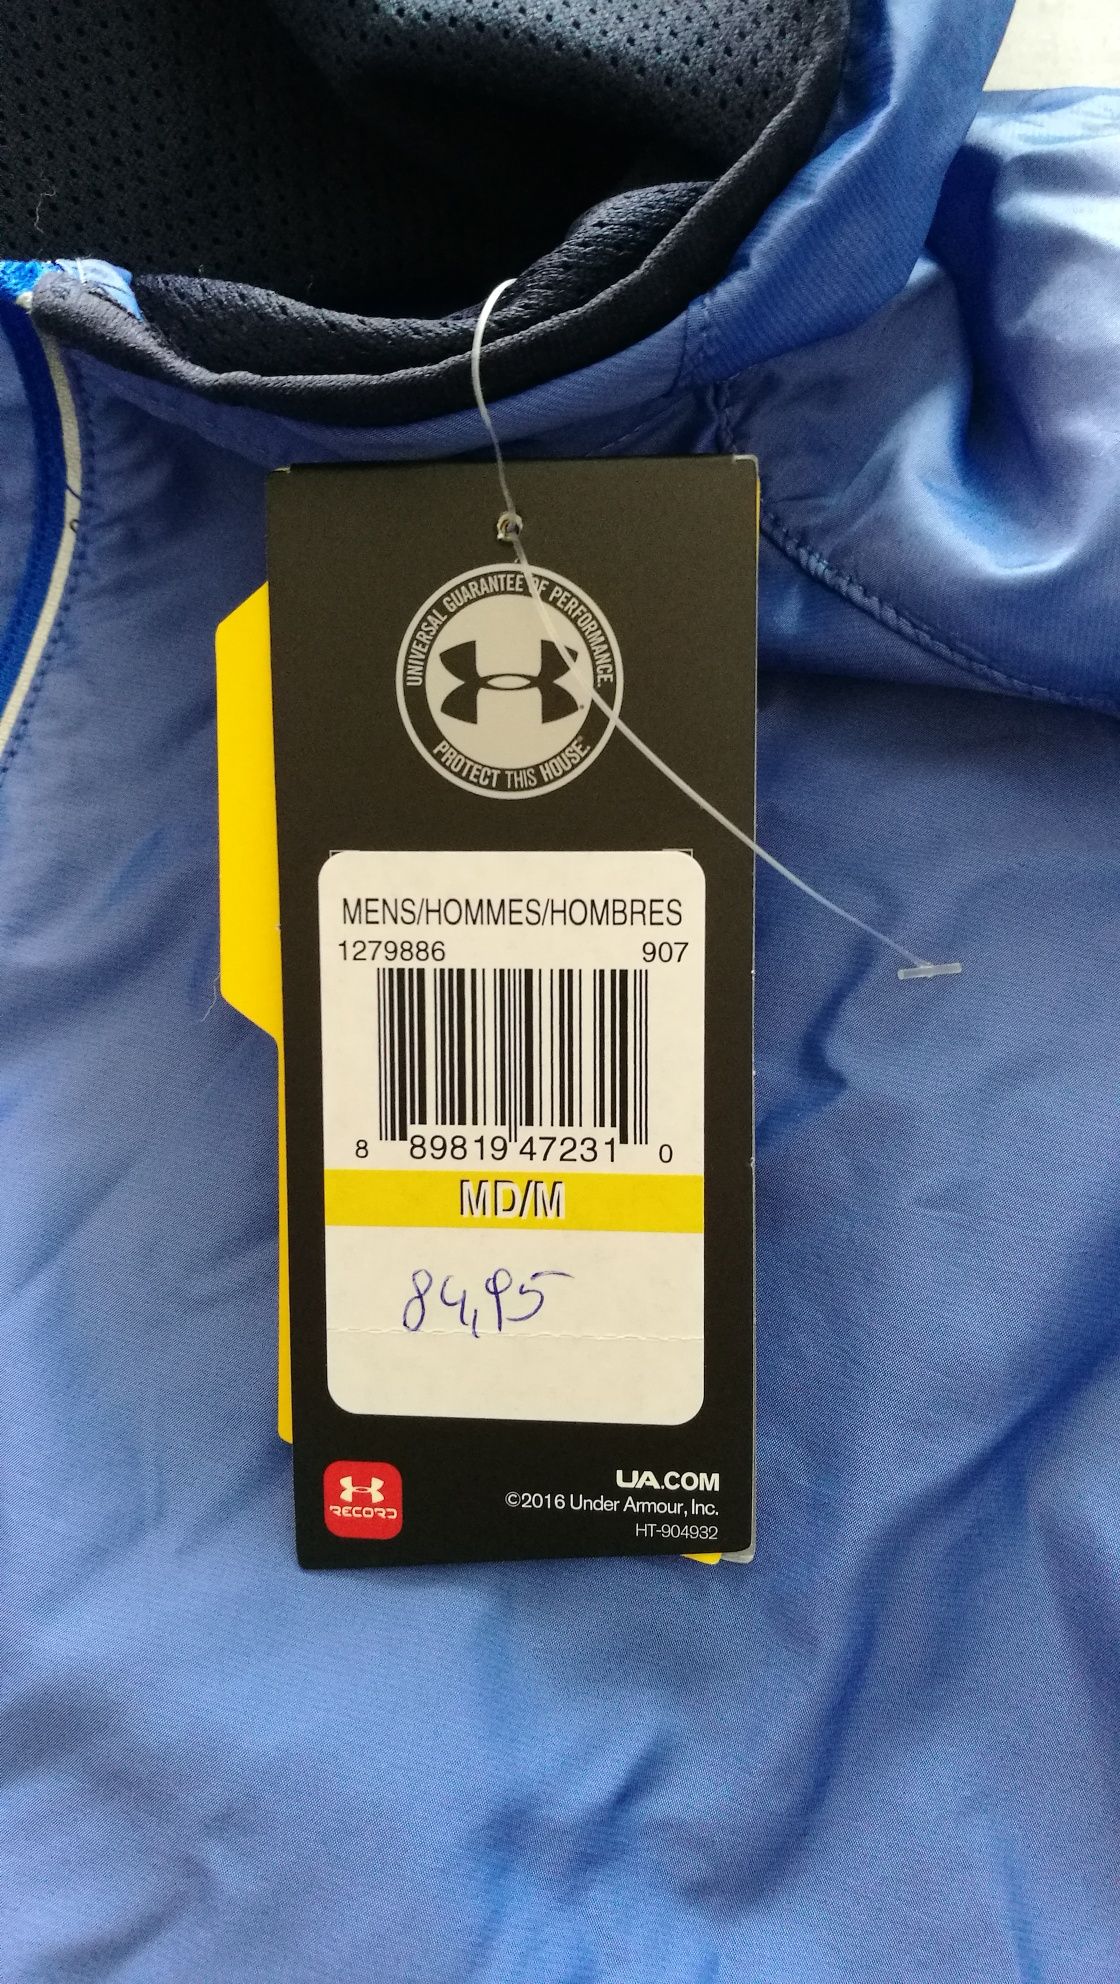 UNIVERSAL GUARANTEE OF PERFORMANCE.
PROTECT THIS HOUSE.®
MENS/HOMMES/HOMBRES
1279886 907
8 89819 47231 0
MD/M
84,95
RECORD
UA.COM
©2016 Under Armour, Inc.
HT-904932